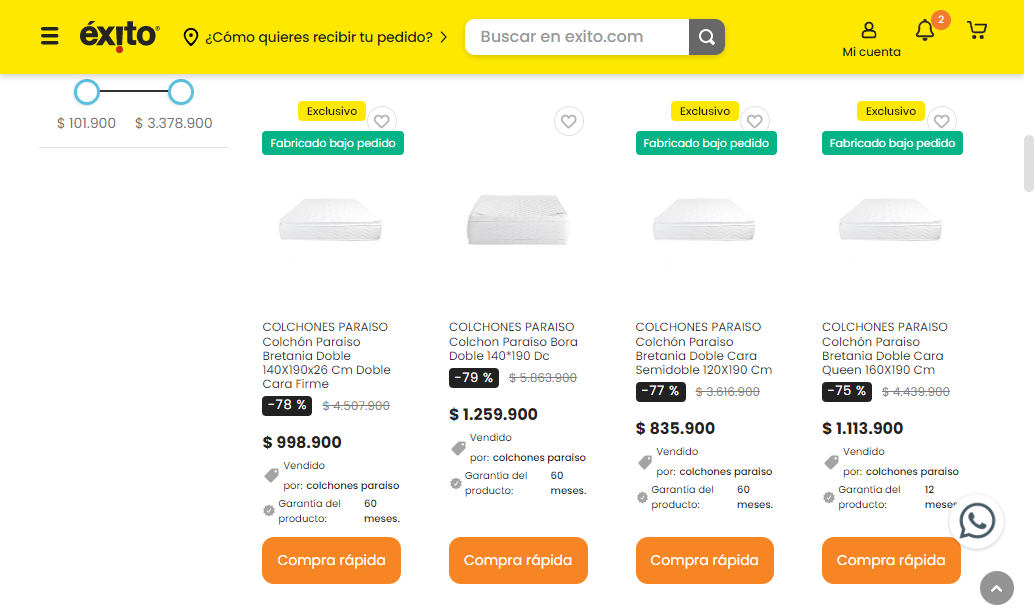 éxito
¿Cómo quieres recibir tu pedido?
Buscar en exito.com
Mi cuenta
2
$ 101.900
$ 3.378.900
Exclusivo
Fabricado bajo pedido
COLCHONES PARAISO
Colchón Paraiso
Bretania Doble
140X190x26 Cm Doble
Cara Firme
-78 %
$ 4.507.900
$ 998.900
Vendido
por: colchones paraiso
Garantía del
producto:
60
meses.
Compra rápida
COLCHONES PARAISO
Colchon Paraíso Bora
Doble 140*190 Dc
-79 %
$ 5.863.900
$ 1.259.900
Vendido
por: colchones paraiso
Garantía del
producto:
60
meses.
Compra rápida
Exclusivo
Fabricado bajo pedido
COLCHONES PARAISO
Colchón Paraiso
Bretania Doble Cara
Semidoble 120X190 Cm
-77 %
$ 3.616.900
$ 835.900
Vendido
por: colchones paraiso
Garantía del
producto:
60
meses.
Compra rápida
Exclusivo
Fabricado bajo pedido
COLCHONES PARAISO
Colchón Paraiso
Bretania Doble Cara
Queen 160X190 Cm
-75 %
$ 4.439.900
$ 1.113.900
Vendido
por: colchones paraiso
Garantía del
producto:
12
meses
Compra rápida